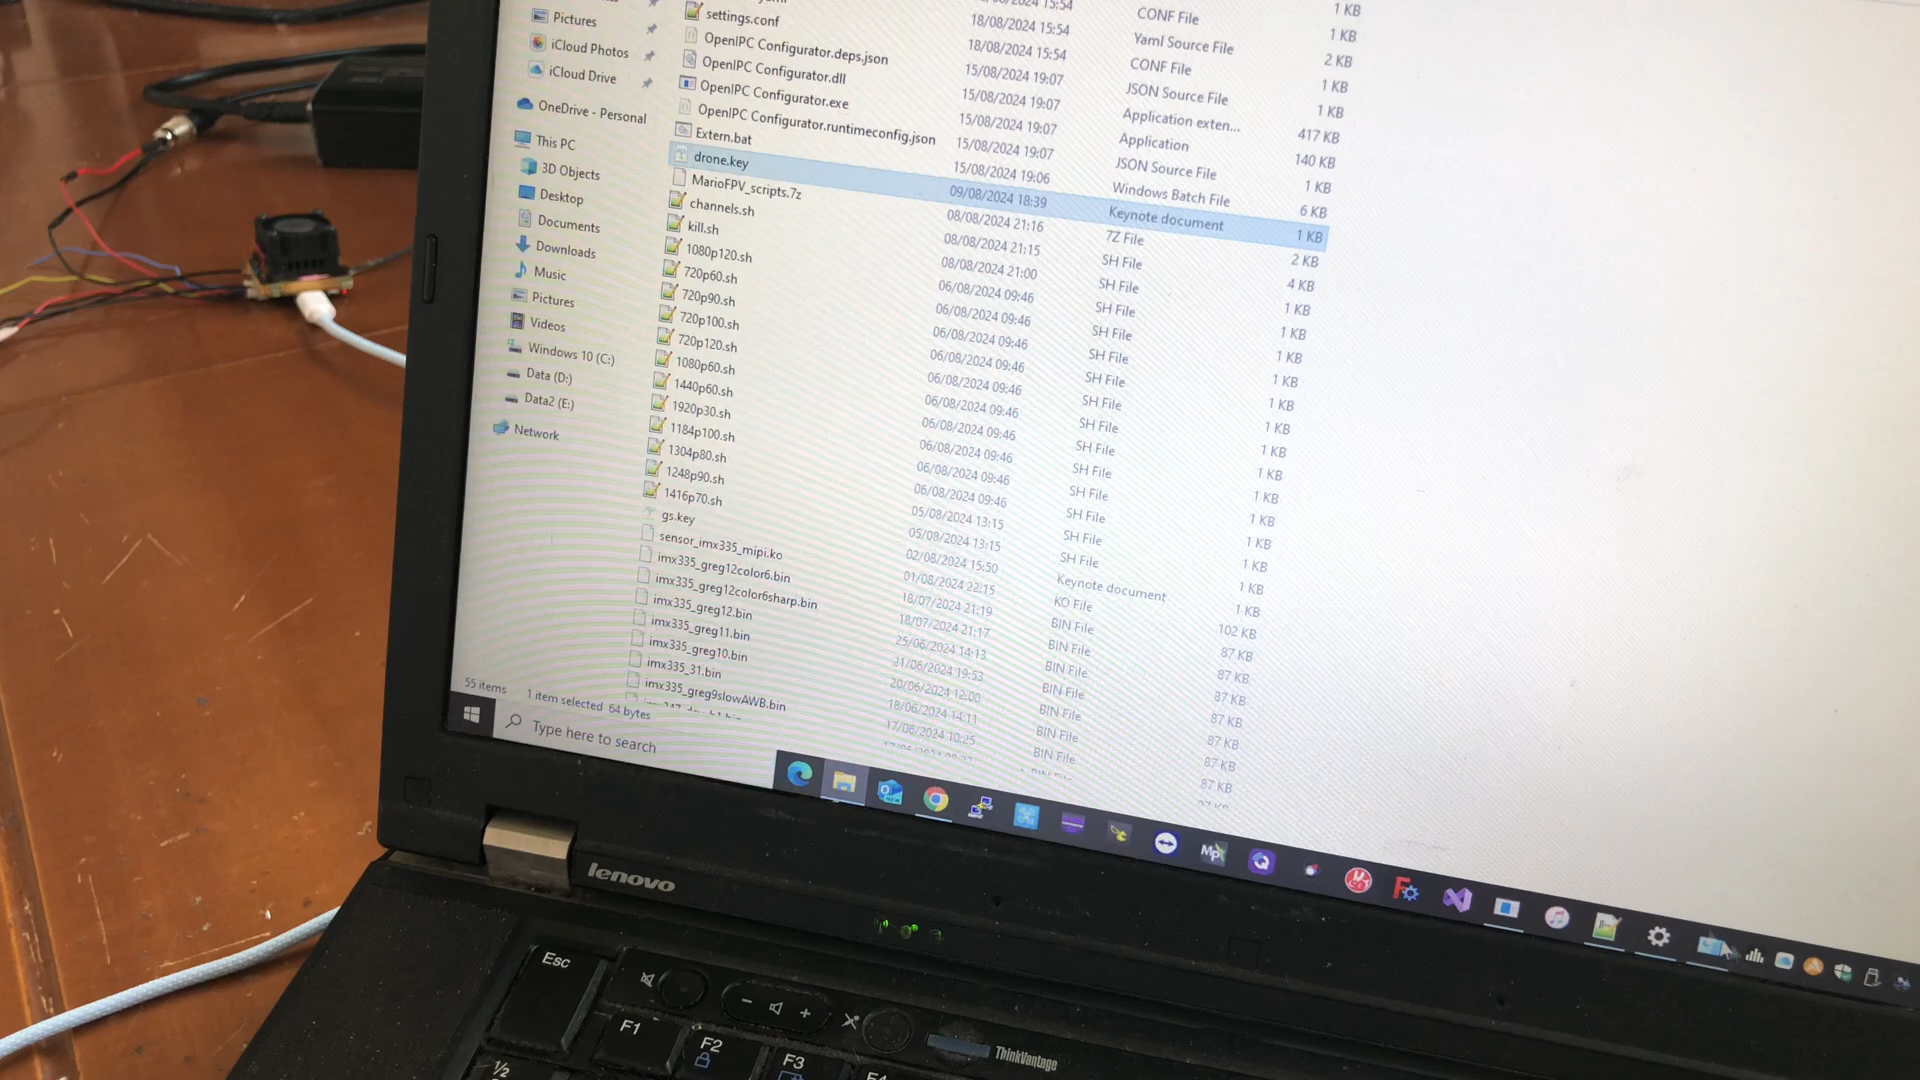 Pictures
iCloud Photos
iCloud Drive
OneDrive - Personal
This PC
3D Objects
Desktop
Documents
Downloads
Music
Pictures
Videos
Windows 10 (C:)
Data (D:)
Data2 (E:)
Network
55 items 1 item selected 64 bytes
settings.conf
OpenIPC Configurator.deps.json
OpenIPC Configurator.dll
OpenIPC Configurator.exe
OpenIPC Configurator.runtimeconfig.json
Extern.bat
drone.key
MarioFPV_scripts.7z
channels.sh
kill.sh
1080p120.sh
720p60.sh
720p90.sh
720p100.sh
720p120.sh
1080p60.sh
1440p60.sh
1920p30.sh
1184p100.sh
1304p80.sh
1248p90.sh
1416p70.sh
gs.key
sensor_imx335_mipi.ko
imx335_greg12color6.bin
imx335_greg12color6sharp.bin
imx335_greg12.bin
imx335_greg11.bin
imx335_greg10.bin
imx335_31.bin
imx335_greg9slowAWB.bin
18/08/2024 15:54
18/08/2024 15:54
15/08/2024 19:07
15/08/2024 19:07
15/08/2024 19:07
15/08/2024 19:07
15/08/2024 19:06
09/08/2024 18:39
08/08/2024 21:16
08/08/2024 21:15
08/08/2024 21:00
06/08/2024 09:46
06/08/2024 09:46
06/08/2024 09:46
06/08/2024 09:46
06/08/2024 09:46
06/08/2024 09:46
06/08/2024 09:46
06/08/2024 09:46
06/08/2024 09:46
06/08/2024 09:46
05/08/2024 13:15
05/08/2024 13:15
02/08/2024 15:50
01/08/2024 22:15
18/07/2024 21:19
18/07/2024 21:17
25/06/2024 14:13
21/06/2024 19:53
20/06/2024 12:00
18/06/2024 14:11
17/06/2024 10:25
CONF File
Yaml Source File
CONF File
JSON Source File
Application exten...
Application
JSON Source File
Windows Batch File
Keynote document
7Z File
SH File
SH File
SH File
SH File
SH File
SH File
SH File
SH File
SH File
SH File
SH File
SH File
SH File
SH File
Keynote document
KO File
BIN File
BIN File
BIN File
BIN File
BIN File
BIN File
BIN File
1 KB
1 KB
2 KB
1 KB
1 KB
417 KB
140 KB
1 KB
6 KB
1 KB
2 KB
4 KB
1 KB
1 KB
1 KB
1 KB
1 KB
1 KB
1 KB
1 KB
1 KB
1 KB
1 KB
1 KB
1 KB
1 KB
102 KB
87 KB
87 KB
87 KB
87 KB
87 KB
87 KB
87 KB
Type here to search
lenovo
Esc
F1
F2
F3
ThinkVantage
1/2